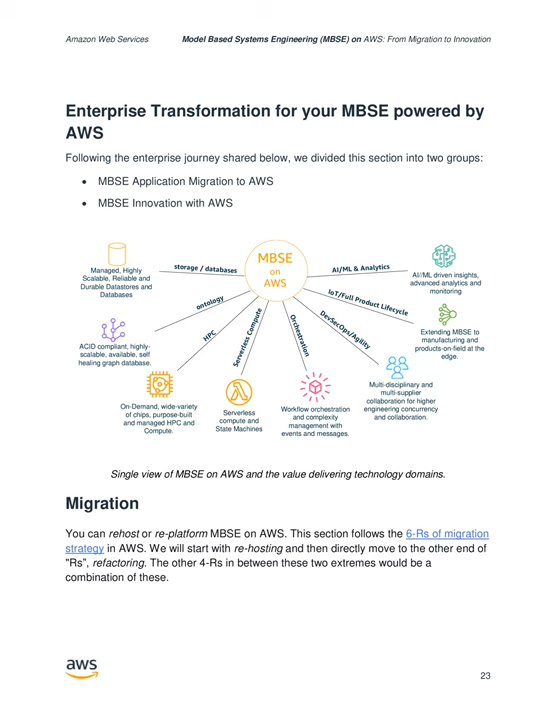 Amazon Web Services Model Based Systems Engineering (MBSE) on AWS: From Migration to Innovation
Enterprise Transformation for your MBSE powered by
AWS
Following the enterprise journey shared below, we divided this section into two groups:
• MBSE Application Migration to AWS
• MBSE Innovation with AWS
MBSE
on
AWS
storage / databases
Managed, Highly
Scalable, Reliable and
Durable Datastores and
Databases
ontology
ACID compliant, highly-
scalable, available, self
healing graph database.
HPC
On-Demand, wide-variety
of chips, purpose-built
and managed HPC and
Compute.
Serverless Compute
Serverless
compute and
State Machines
Orchestration
Workflow orchestration
and complexity
management with
events and messages.
DevSecOps/Agility
Multi-disciplinary and
multi-supplier
collaboration for higher
engineering concurrency
and collaboration.
IoT/Full Product Lifecycle
Extending MBSE to
manufacturing and
products-on-field at the
edge.
AI/ML & Analytics
AI//ML driven insights,
advanced analytics and
monitoring
Single view of MBSE on AWS and the value delivering technology domains.
Migration
You can rehost or re-platform MBSE on AWS. This section follows the 6-Rs of migration
strategy in AWS. We will start with re-hosting and then directly move to the other end of
"Rs", refactoring. The other 4-Rs in between these two extremes would be a
combination of these.
aws
23